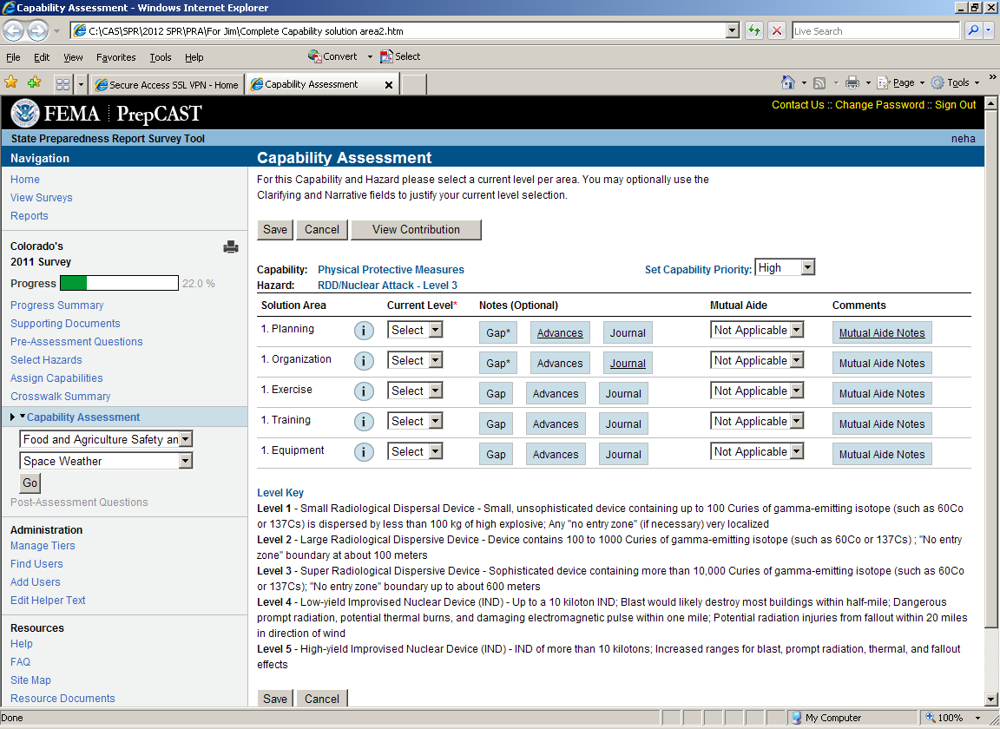 Capability Assessment - Windows Internet Explorer
C:\CAS\SPR\2012 SPR\PRA\For Jim\Complete Capability solution area2.htm
Live Search
File Edit View Favorites Tools Help
Convert Select
Secure Access SSL VPN - Home
Capability Assessment
Page Tools
FEMA PrepCAST
Contact Us :: Change Password :: Sign Out
State Preparedness Report Survey Tool
neha
Navigation
Home
View Surveys
Reports
Colorado's
2011 Survey
Progress 22.0 %
Progress Summary
Supporting Documents
Pre-Assessment Questions
Select Hazards
Assign Capabilities
Crosswalk Summary
Capability Assessment
Food and Agriculture Safety an
Space Weather
Go
Post-Assessment Questions
Administration
Manage Tiers
Find Users
Add Users
Edit Helper Text
Resources
Help
FAQ
Site Map
Resource Documents
Capability Assessment
For this Capability and Hazard please select a current level per area. You may optionally use the
Clarifying and Narrative fields to justify your current level selection.
Save Cancel View Contribution
Capability: Physical Protective Measures Set Capability Priority: High
Hazard: RDD/Nuclear Attack - Level 3
Solution Area Current Level* Notes (Optional) Mutual Aide Comments
1. Planning i Select Gap* Advances Journal Not Applicable Mutual Aide Notes
1. Organization i Select Gap* Advances Journal Not Applicable Mutual Aide Notes
1. Exercise i Select Gap Advances Journal Not Applicable Mutual Aide Notes
1. Training i Select Gap Advances Journal Not Applicable Mutual Aide Notes
1. Equipment i Select Gap Advances Journal Not Applicable Mutual Aide Notes
Level Key
Level 1 - Small Radiological Dispersal Device - Small, unsophisticated device containing up to 100 Curies of gamma-emitting isotope (such as 60Co
or 137Cs) is dispersed by less than 100 kg of high explosive; Any "no entry zone" (if necessary) very localized
Level 2 - Large Radiological Dispersive Device - Device contains 100 to 1000 Curies of gamma-emitting isotope (such as 60Co or 137Cs) ; "No entry
zone" boundary at about 100 meters
Level 3 - Super Radiological Dispersive Device - Sophisticated device containing more than 10,000 Curies of gamma-emitting isotope (such as 60Co
or 137Cs); "No entry zone" boundary up to about 600 meters
Level 4 - Low-yield Improvised Nuclear Device (IND) - Up to a 10 kiloton IND; Blast would likely destroy most buildings within half-mile; Dangerous
prompt radiation, potential thermal burns, and damaging electromagnetic pulse within one mile; Potential radiation injuries from fallout within 20 miles
in direction of wind
Level 5 - High-yield Improvised Nuclear Device (IND) - IND of more than 10 kilotons; Increased ranges for blast, prompt radiation, thermal, and fallout
effects
Save Cancel
Done
My Computer
100%